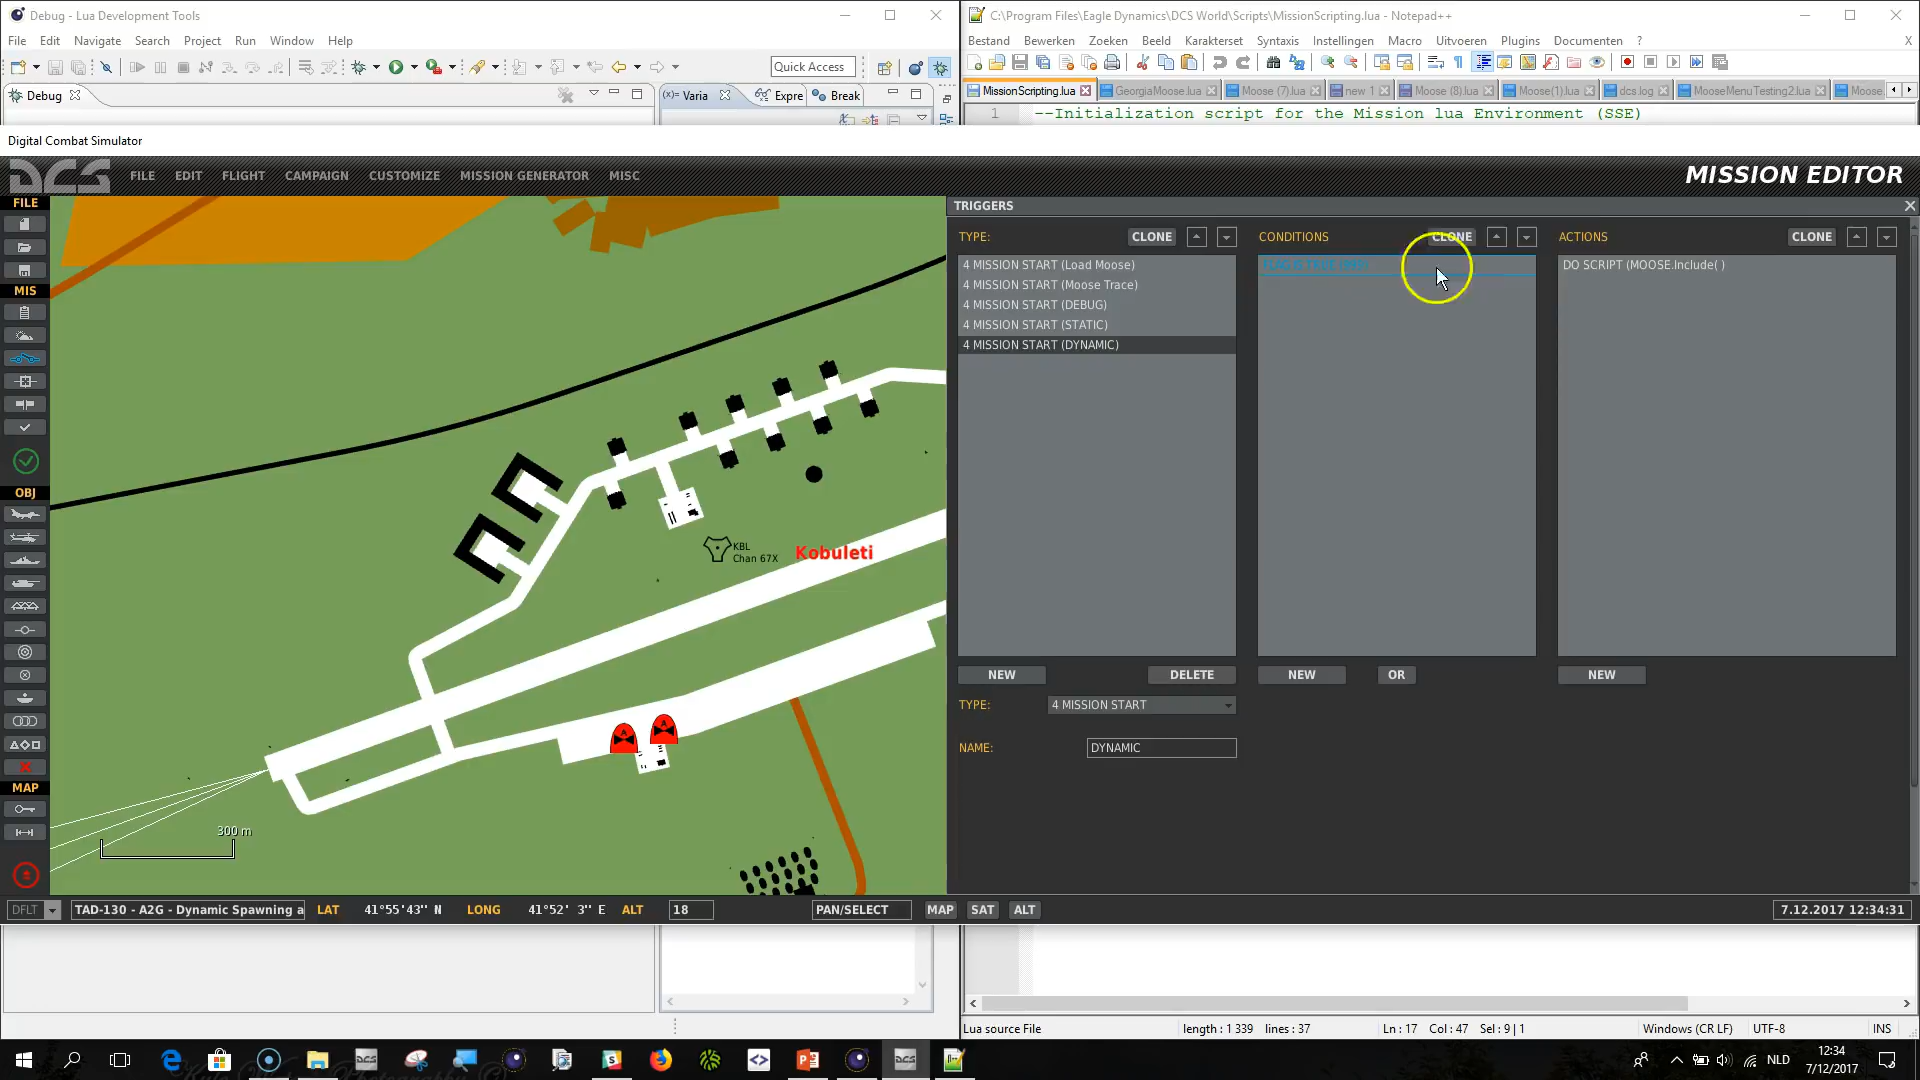 Debug - Lua Development Tools
File Edit Navigate Search Project Run Window Help
Quick Access
Debug
(x)= Varia
Expre
Break
C:\Program Files\Eagle Dynamics\DCS World\Scripts\MissionScripting.lua - Notepad++
Bestand Bewerken Zoeken Beeld Karakterset Syntaxis Instellingen Macro Uitvoeren Plugins Documenten ? X
MissionScripting.lua GeorgiaMoose.lua Moose (7).lua new 1 Moose (8).lua Moose(1).lua dcs.log MooseMenuTesting2.lua Moose.
1 --Initialization script for the Mission lua Environment (SSE)
Digital Combat Simulator
DCS FILE EDIT FLIGHT CAMPAIGN CUSTOMIZE MISSION GENERATOR MISC MISSION EDITOR
FILE
MIS
OBJ
MAP
KBL
Chan 67X
Kobuleti
A A
300 m
TRIGGERS
TYPE: CLONE
CONDITIONS CLONE
ACTIONS CLONE
4 MISSION START (Load Moose)
4 MISSION START (Moose Trace)
4 MISSION START (DEBUG)
4 MISSION START (STATIC)
4 MISSION START (DYNAMIC)
DO SCRIPT (MOOSE.Include( )
NEW DELETE NEW OR NEW
TYPE: 4 MISSION START
NAME: DYNAMIC
DFLT TAD-130 - A2G - Dynamic Spawning a LAT 41°55'43'' N LONG 41°52' 3'' E ALT 18 PAN/SELECT MAP SAT ALT 7.12.2017 12:34:31
Lua source File length : 1 339 lines : 37 Ln : 17 Col : 47 Sel : 9 | 1 Windows (CR LF) UTF-8 INS
NLD
12:34
7/12/2017